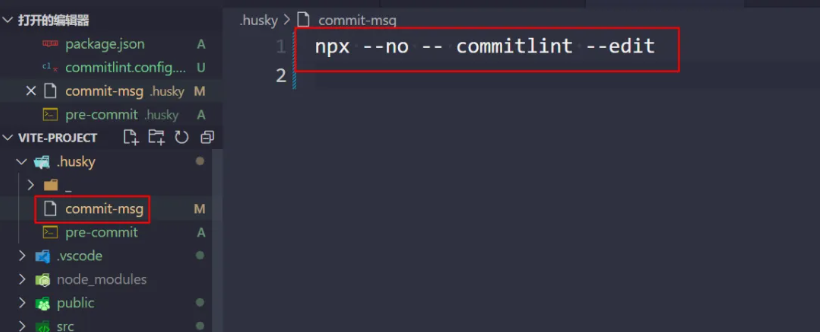 打开的编辑器
package.json A
commitlint.config.... U
commit-msg .husky M
pre-commit .husky A
VITE-PROJECT
.husky
_
commit-msg M
pre-commit A
.vscode
node_modules
public
src
.husky > commit-msg
1 npx --no -- commitlint --edit
2